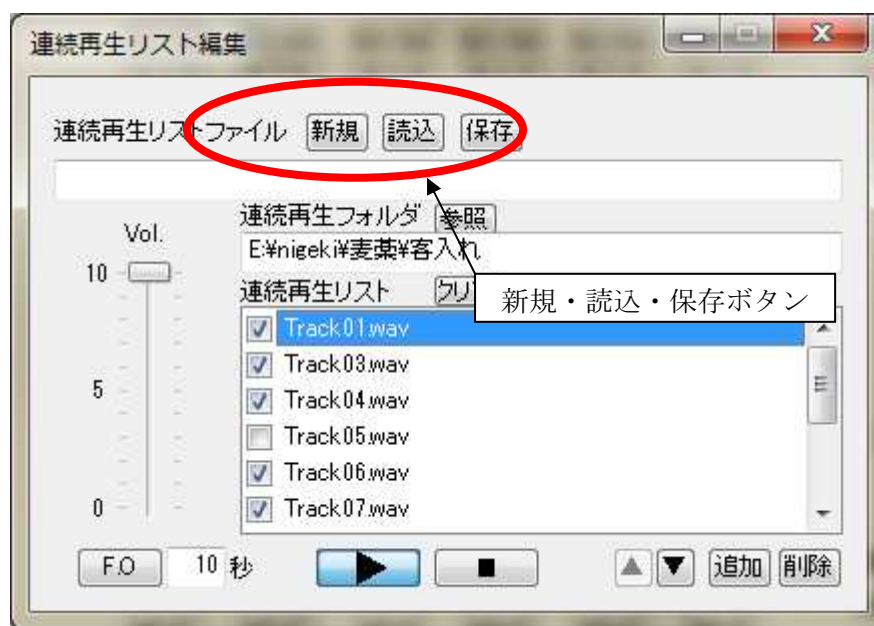 連続再生リスト編集
連続再生リストファイル 新規 読込 保存
連続再生フォルダ 参照
Vol.
E:¥nigeki¥麦藁¥客入れ
10
連続再生リスト クリ
新規・読込・保存ボタン
Track01.wav
Track03.wav
5
Track04.wav
Track05.wav
Track06.wav
0
Track07.wav
F.O 10 秒 追加 削除